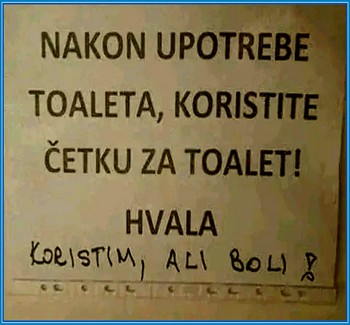 NAKON UPOTREBE
TOALETA, KORISTITE
ČETKU ZA TOALET!
HVALA
KORISTIM, ALI BOLI!